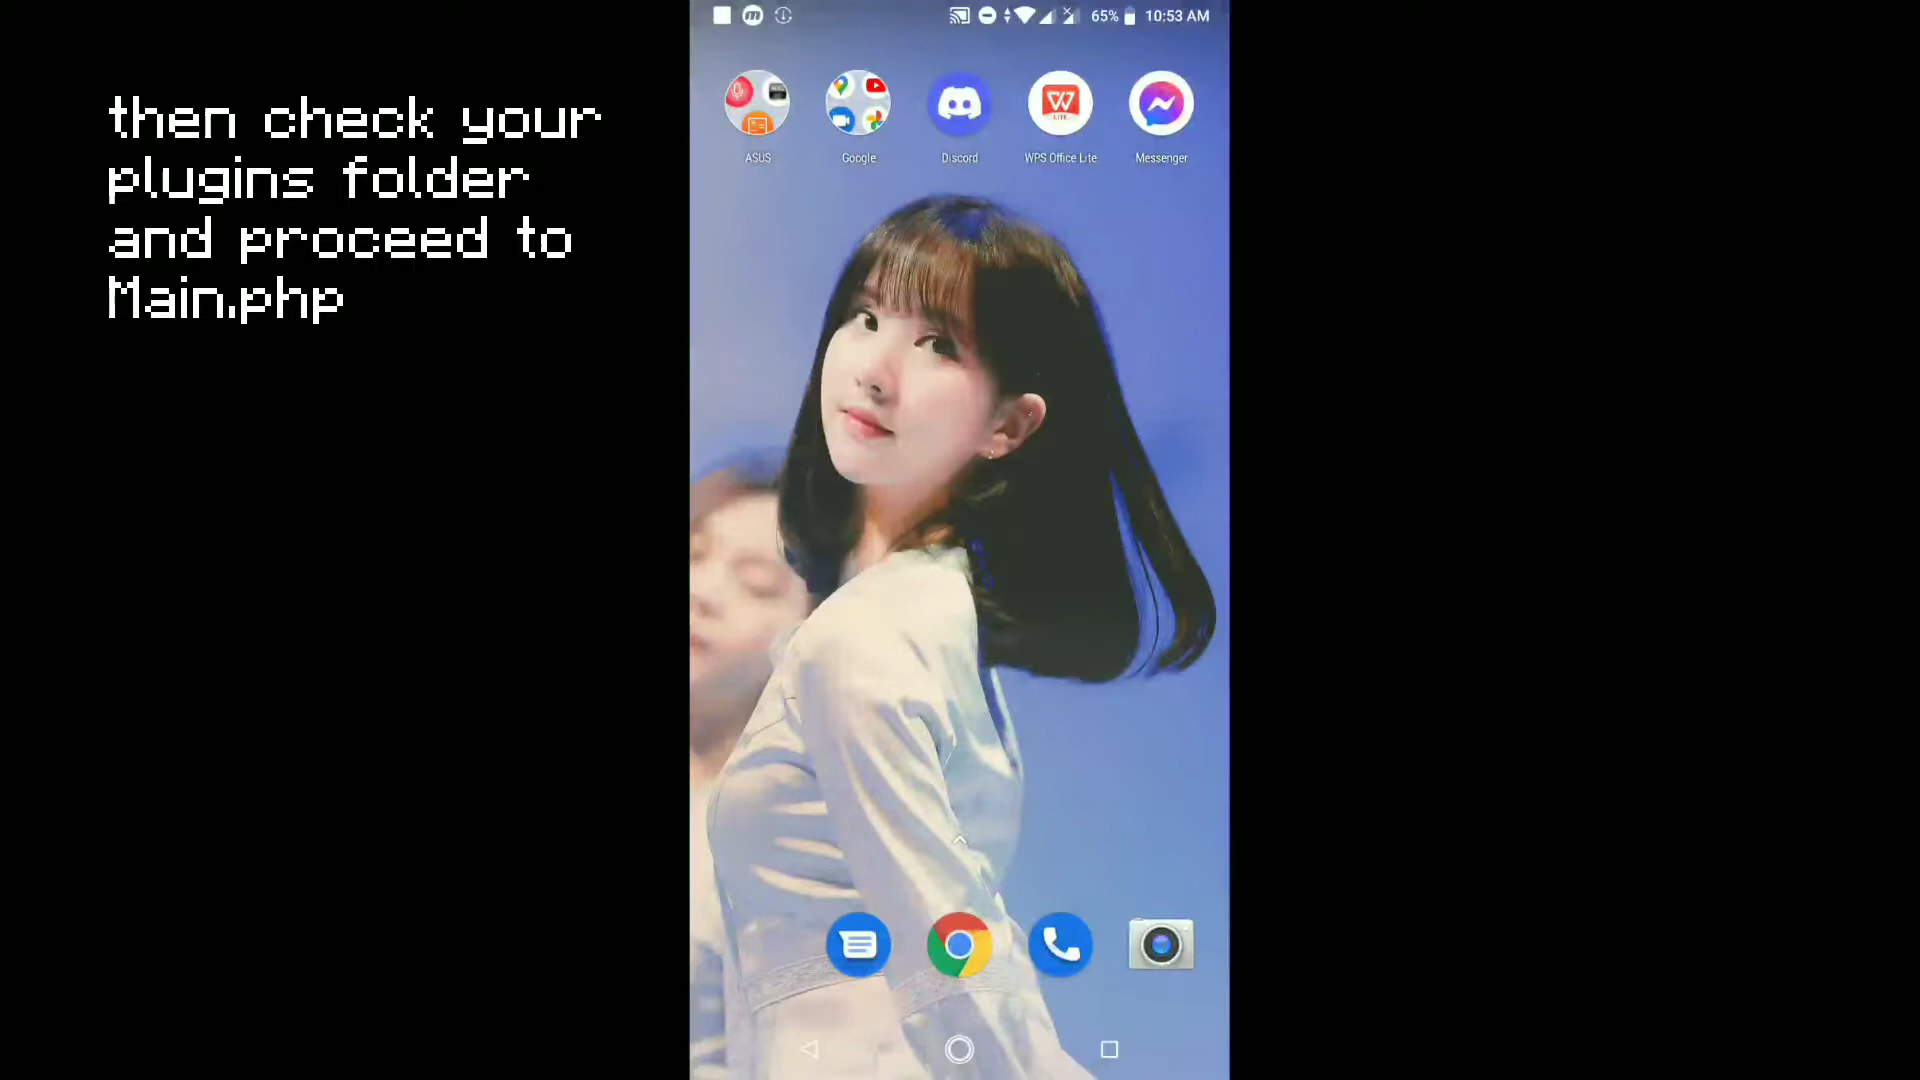 65% 10:53 AM
ASUS Google Discord WPS Office Lite Messenger
then check your
plugins folder
and proceed to
Main.php